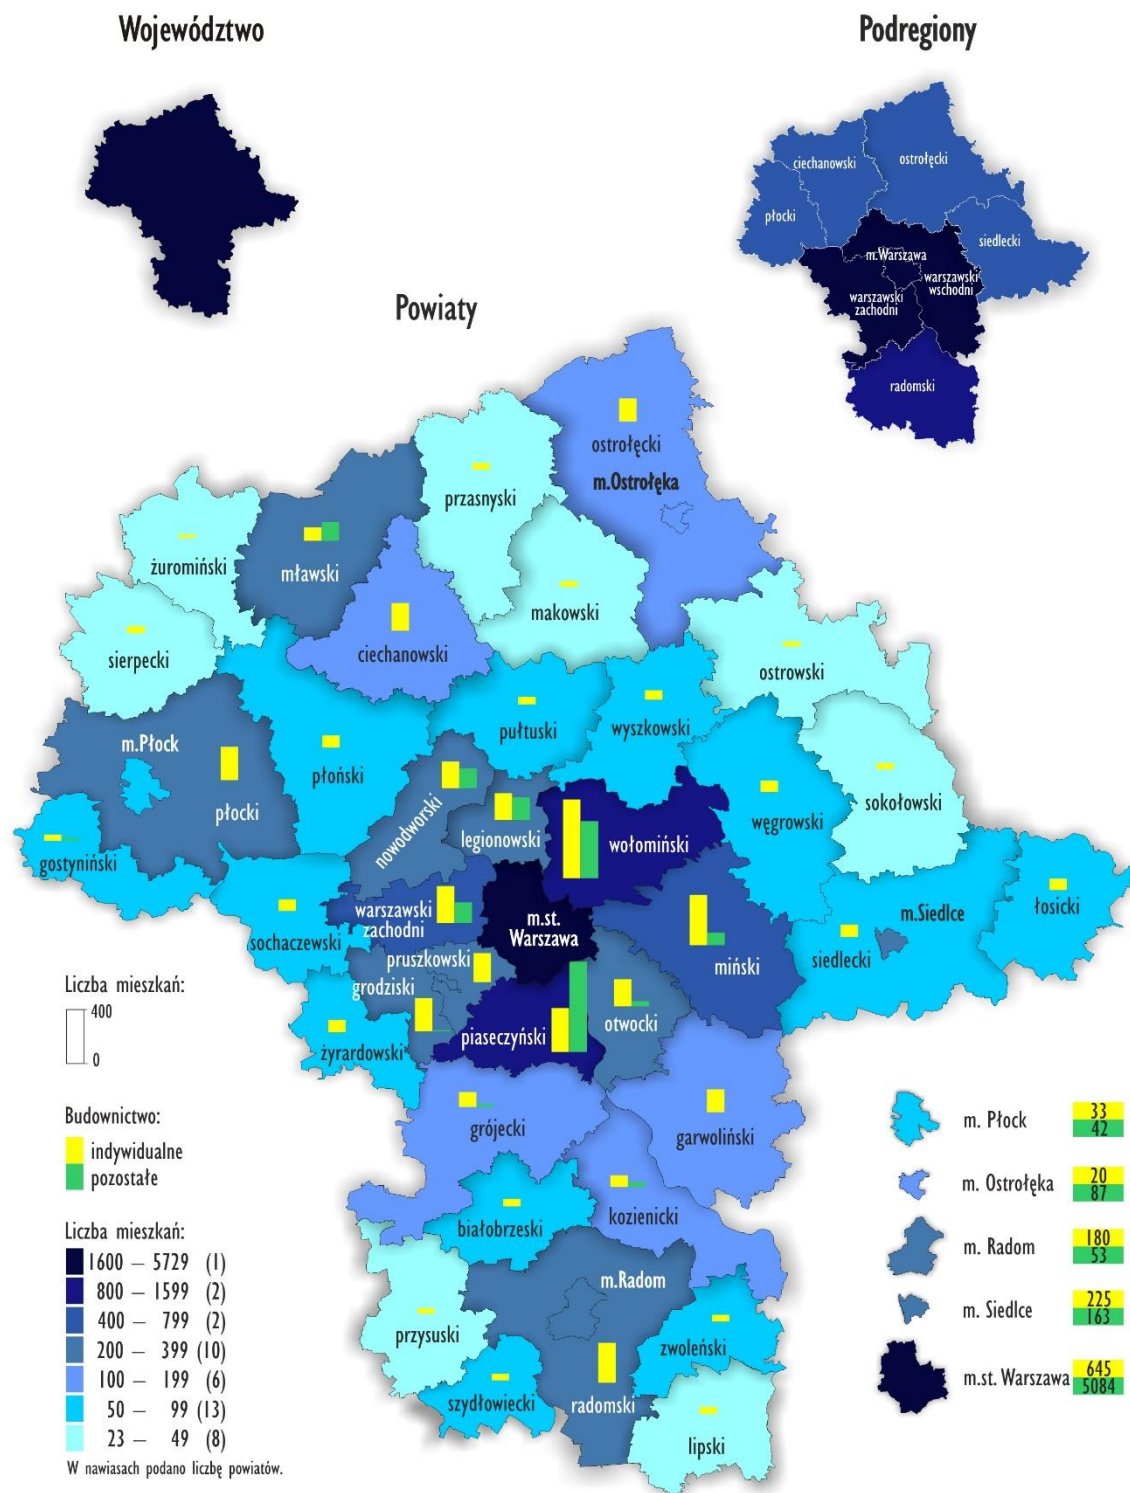 Województwo
Podregiony
ciechanowski
ostrołęcki
płocki
siedlecki
m.Warszawa
warszawski
wschodni
warszawski
zachodni
radomski
Powiaty
ostrołęcki
m.Ostrołęka
przasnyski
żuromiński
mławski
makowski
sierpecki
ciechanowski
ostrowski
pułtuski
wyszkowski
m.Płock
płoński
płocki
sokołowski
węgrowski
nowodworski
legionowski
wołomiński
gostyniński
łosicki
warszawski
zachodni
m.st.
Warszawa
m.Siedlce
sochaczewski
siedlecki
miński
pruszkowski
grodziski
otwocki
piaseczyński
żyrardowski
grójecki
garwoliński
białobrzeski
kozienicki
m.Radom
przysuski
zwoleński
szydłowiecki
radomski
lipski
Liczba mieszkań:
400
0
Budownictwo:
indywidualne
pozostałe
Liczba mieszkań:
1600 – 5729 (1)
800 – 1599 (2)
400 – 799 (2)
200 – 399 (10)
100 – 199 (6)
50 – 99 (13)
23 – 49 (8)
W nawiasach podano liczbę powiatów.
m. Płock
33
42
m. Ostrołęka
20
87
m. Radom
180
53
m. Siedlce
225
163
m.st. Warszawa
645
5084